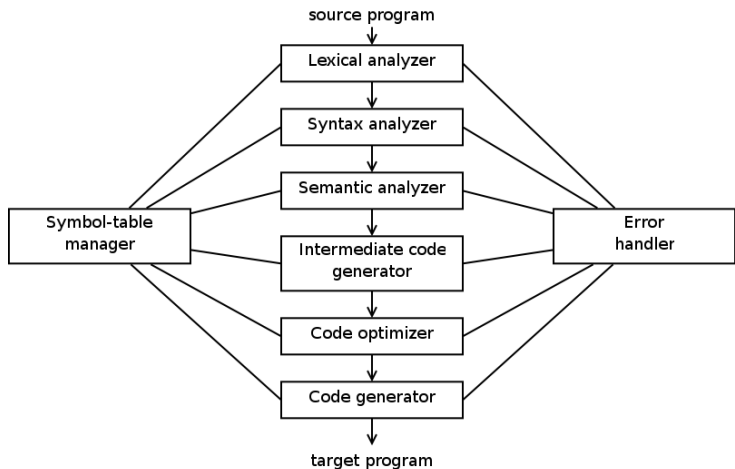 source program
Lexical analyzer
Syntax analyzer
Semantic analyzer
Symbol-table
manager
Error
handler
Intermediate code
generator
Code optimizer
Code generator
target program